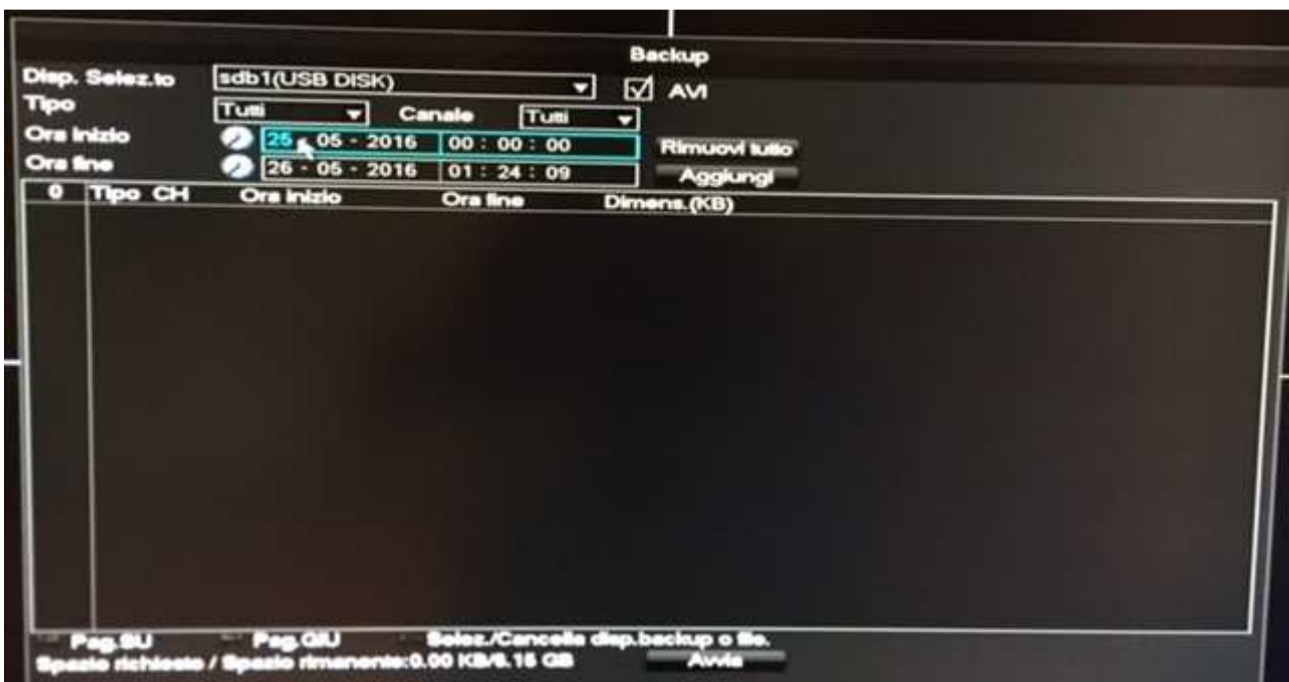 Backup
Disp. Selez.to sdb1(USB DISK) AVI
Tipo Tutti Canale Tutti
Ora inizio 25 - 05 - 2016 00 : 00 : 00 Rimuovi tutto
Ora fine 26 - 05 - 2016 01 : 24 : 09 Aggiungi
0 Tipo CH Ora inizio Ora fine Dimens.(KB)
Pag.SU Pag.GIU Selez./Cancella disp.backup o file.
Spazio richiesto / Spazio rimanente:0.00 KB/ GB Avvia